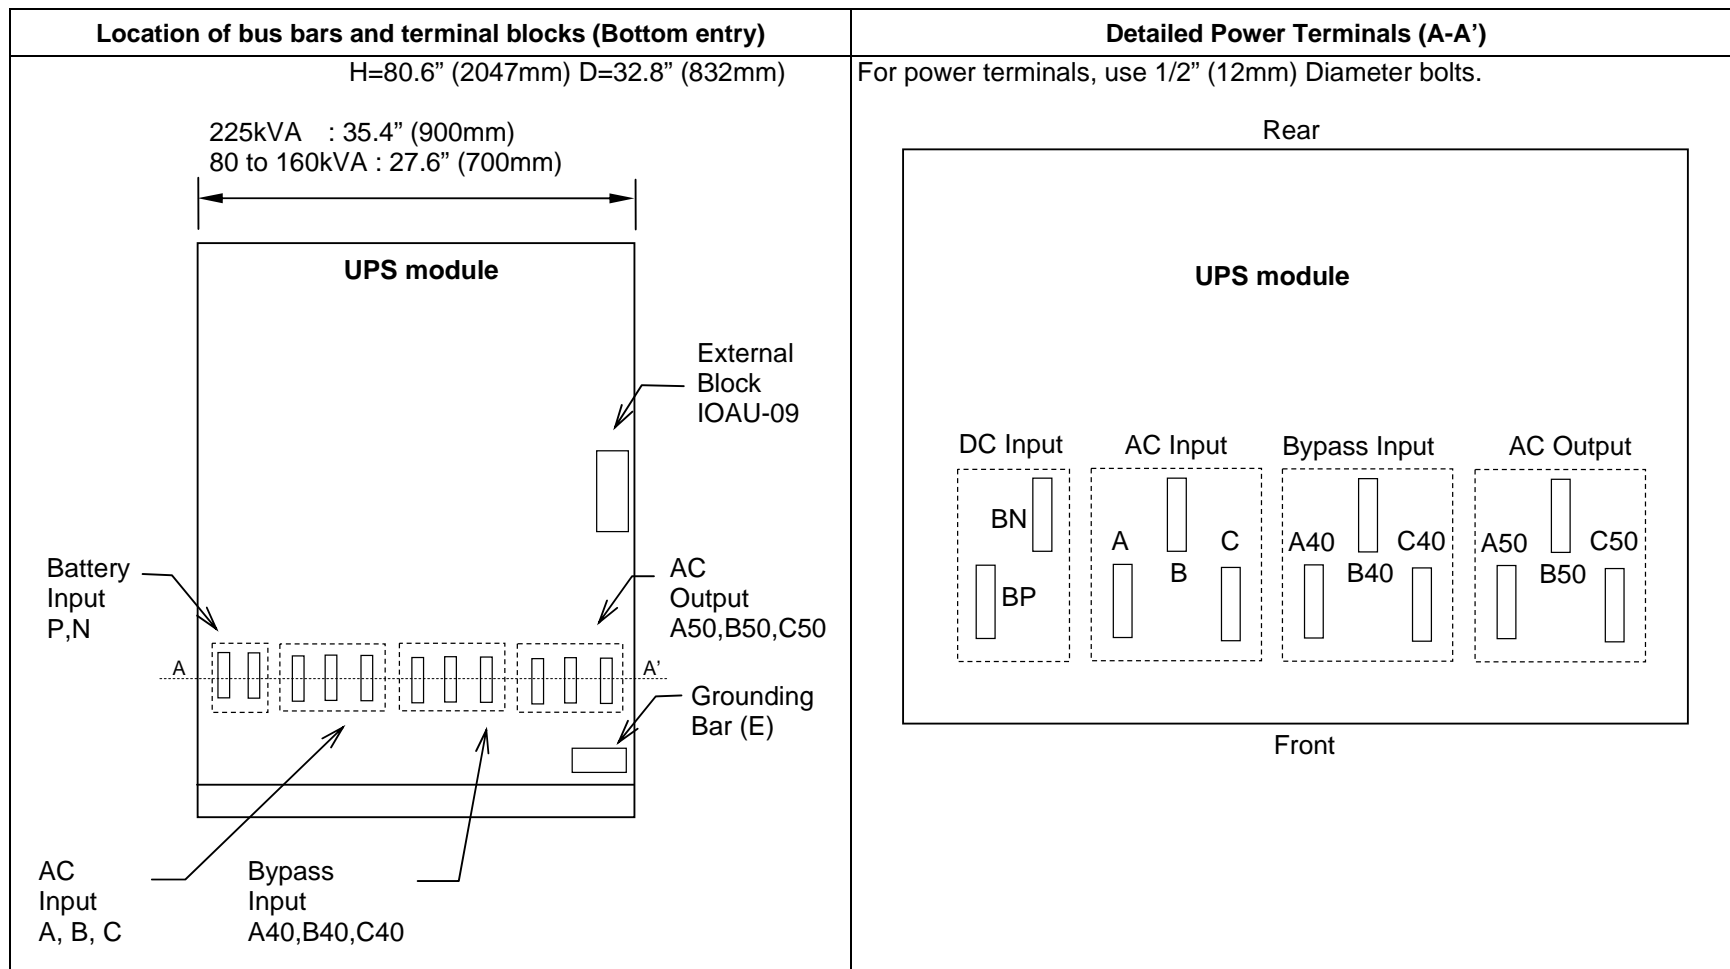 Location of bus bars and terminal blocks (Bottom entry)
H=80.6” (2047mm) D=32.8” (832mm)
225kVA : 35.4” (900mm)
80 to 160kVA : 27.6” (700mm)
UPS module
External
Block
IOAU-09
Battery
Input
P,N
AC
Output
A50,B50,C50
A
A’
Grounding
Bar (E)
AC
Input
A, B, C
Bypass
Input
A40,B40,C40
Detailed Power Terminals (A-A’)
For power terminals, use 1/2” (12mm) Diameter bolts.
Rear
UPS module
DC Input
AC Input
Bypass Input
AC Output
BN
BP
A
B
C
A40
B40
C40
A50
B50
C50
Front